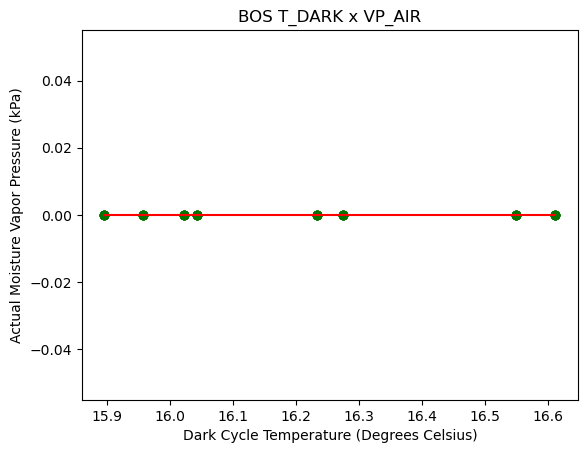 BOS T_DARK x VP_AIR
Actual Moisture Vapor Pressure (kPa)
0.04
0.02
0.00
−0.02
−0.04
15.9 16.0 16.1 16.2 16.3 16.4 16.5 16.6
Dark Cycle Temperature (Degrees Celsius)